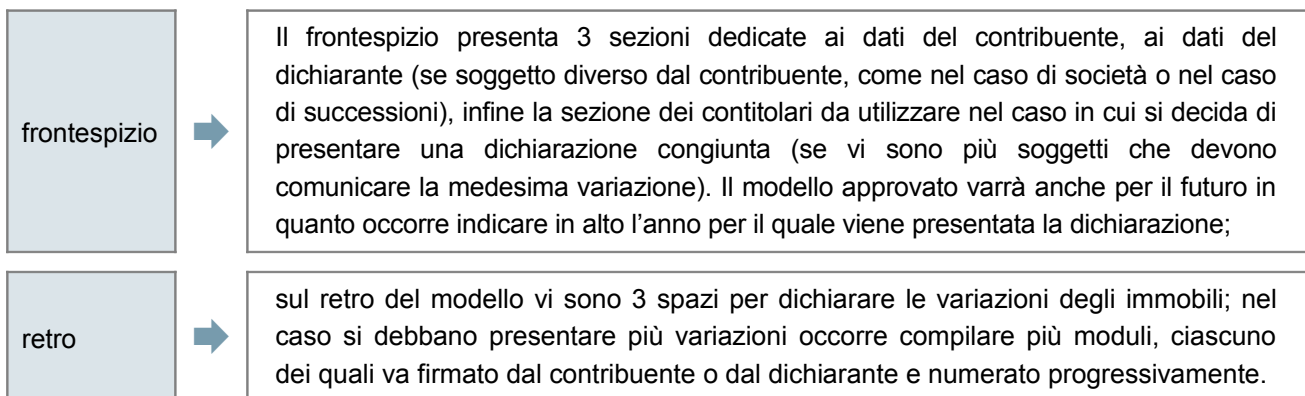 frontespizio
Il frontespizio presenta 3 sezioni dedicate ai dati del contribuente, ai dati del
dichiarante (se soggetto diverso dal contribuente, come nel caso di società o nel caso
di successioni), infine la sezione dei contitolari da utilizzare nel caso in cui si decida di
presentare una dichiarazione congiunta (se vi sono più soggetti che devono
comunicare la medesima variazione). Il modello approvato varrà anche per il futuro in
quanto occorre indicare in alto l’anno per il quale viene presentata la dichiarazione;
retro
sul retro del modello vi sono 3 spazi per dichiarare le variazioni degli immobili; nel
caso si debbano presentare più variazioni occorre compilare più moduli, ciascuno
dei quali va firmato dal contribuente o dal dichiarante e numerato progressivamente.